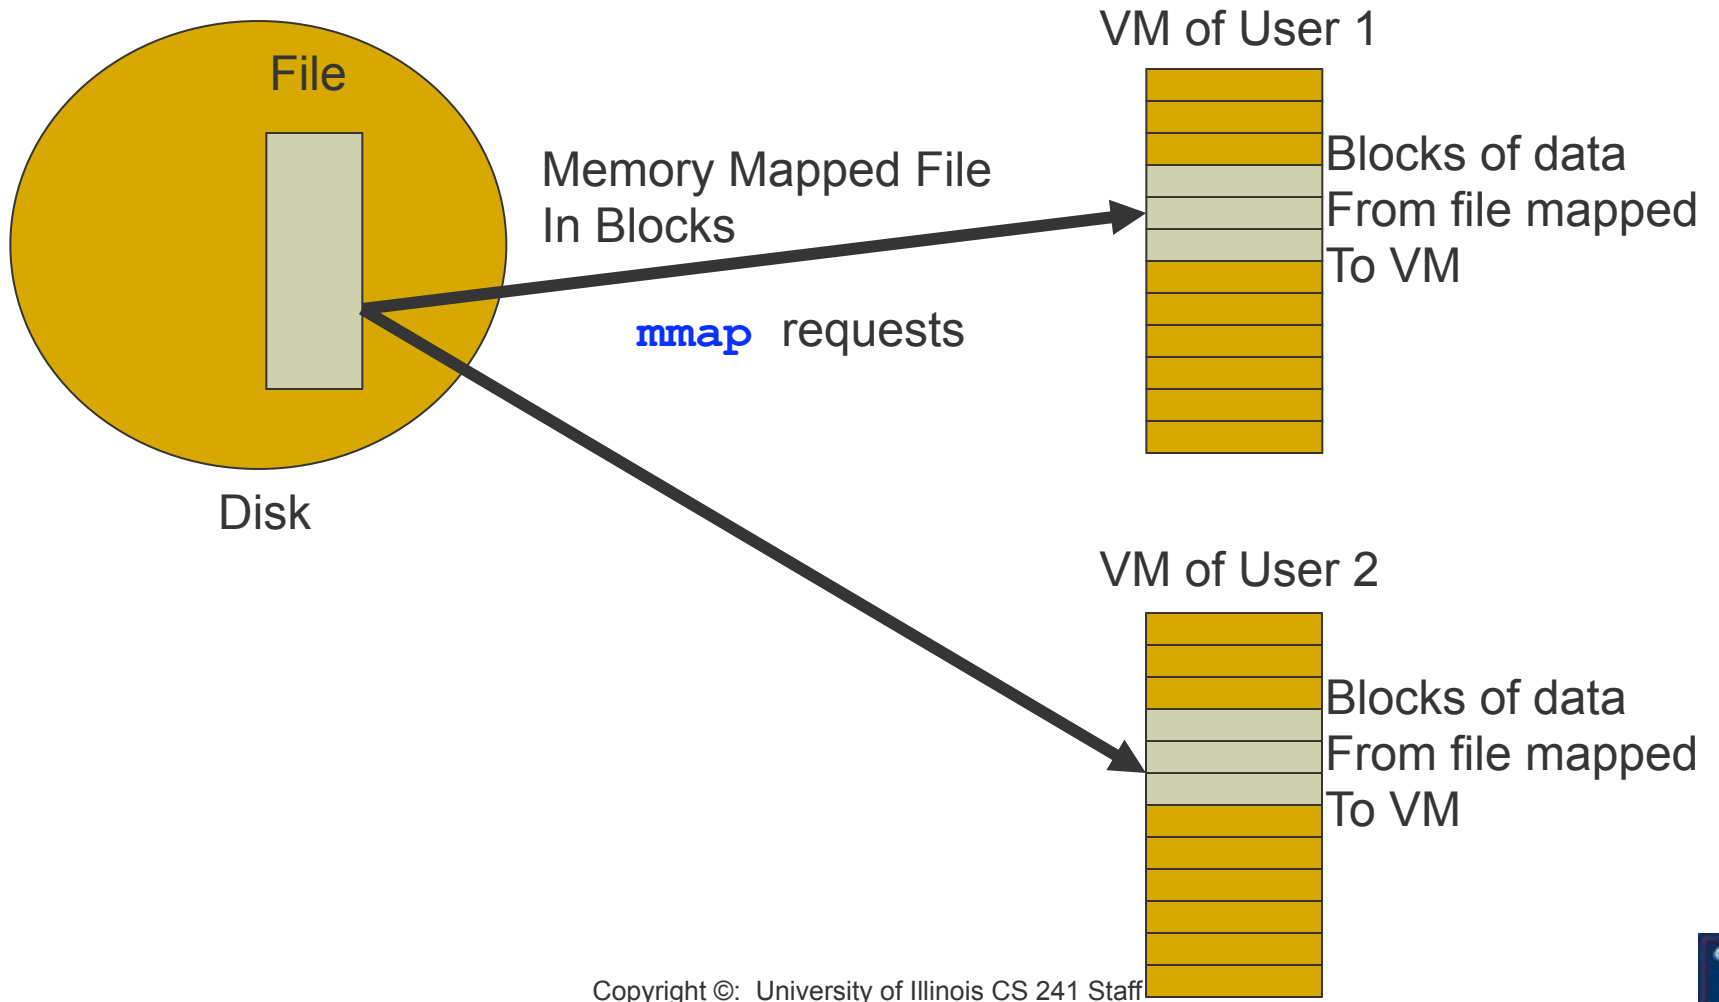 VM of User 1
File
Memory Mapped File
In Blocks
Blocks of data
From file mapped
To VM
mmap requests
Disk
VM of User 2
Blocks of data
From file mapped
To VM
Copyright ©: University of Illinois CS 241 Staff